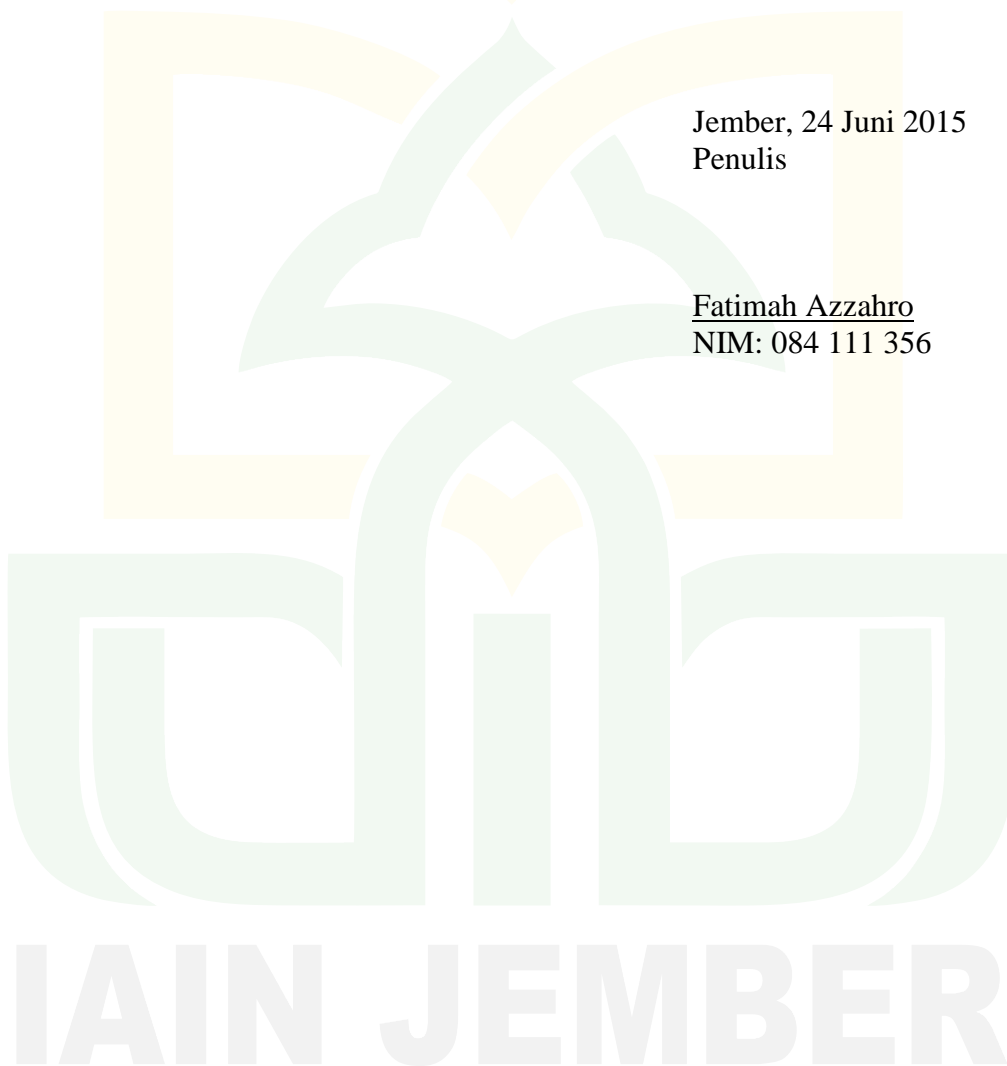 Jember, 24 Juni 2015
Penulis
Fatimah Azzahro
NIM: 084 111 356
IAIN JEMBER